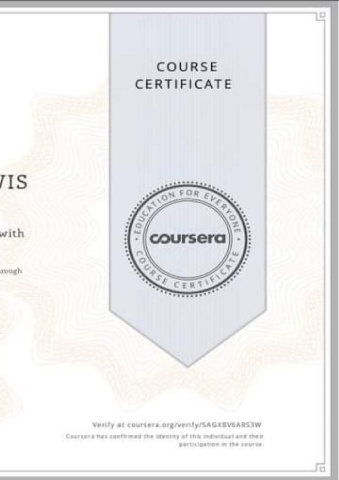 COURSE
CERTIFICATE
VIS
with
rough
EDUCATION FOR EVERYONE
coursera
COURSE CERTIFICATE
Verify at coursera.org/verify/SAGXBV6ARS3W
Coursera has confirmed the identity of this individual and their
participation in the course.